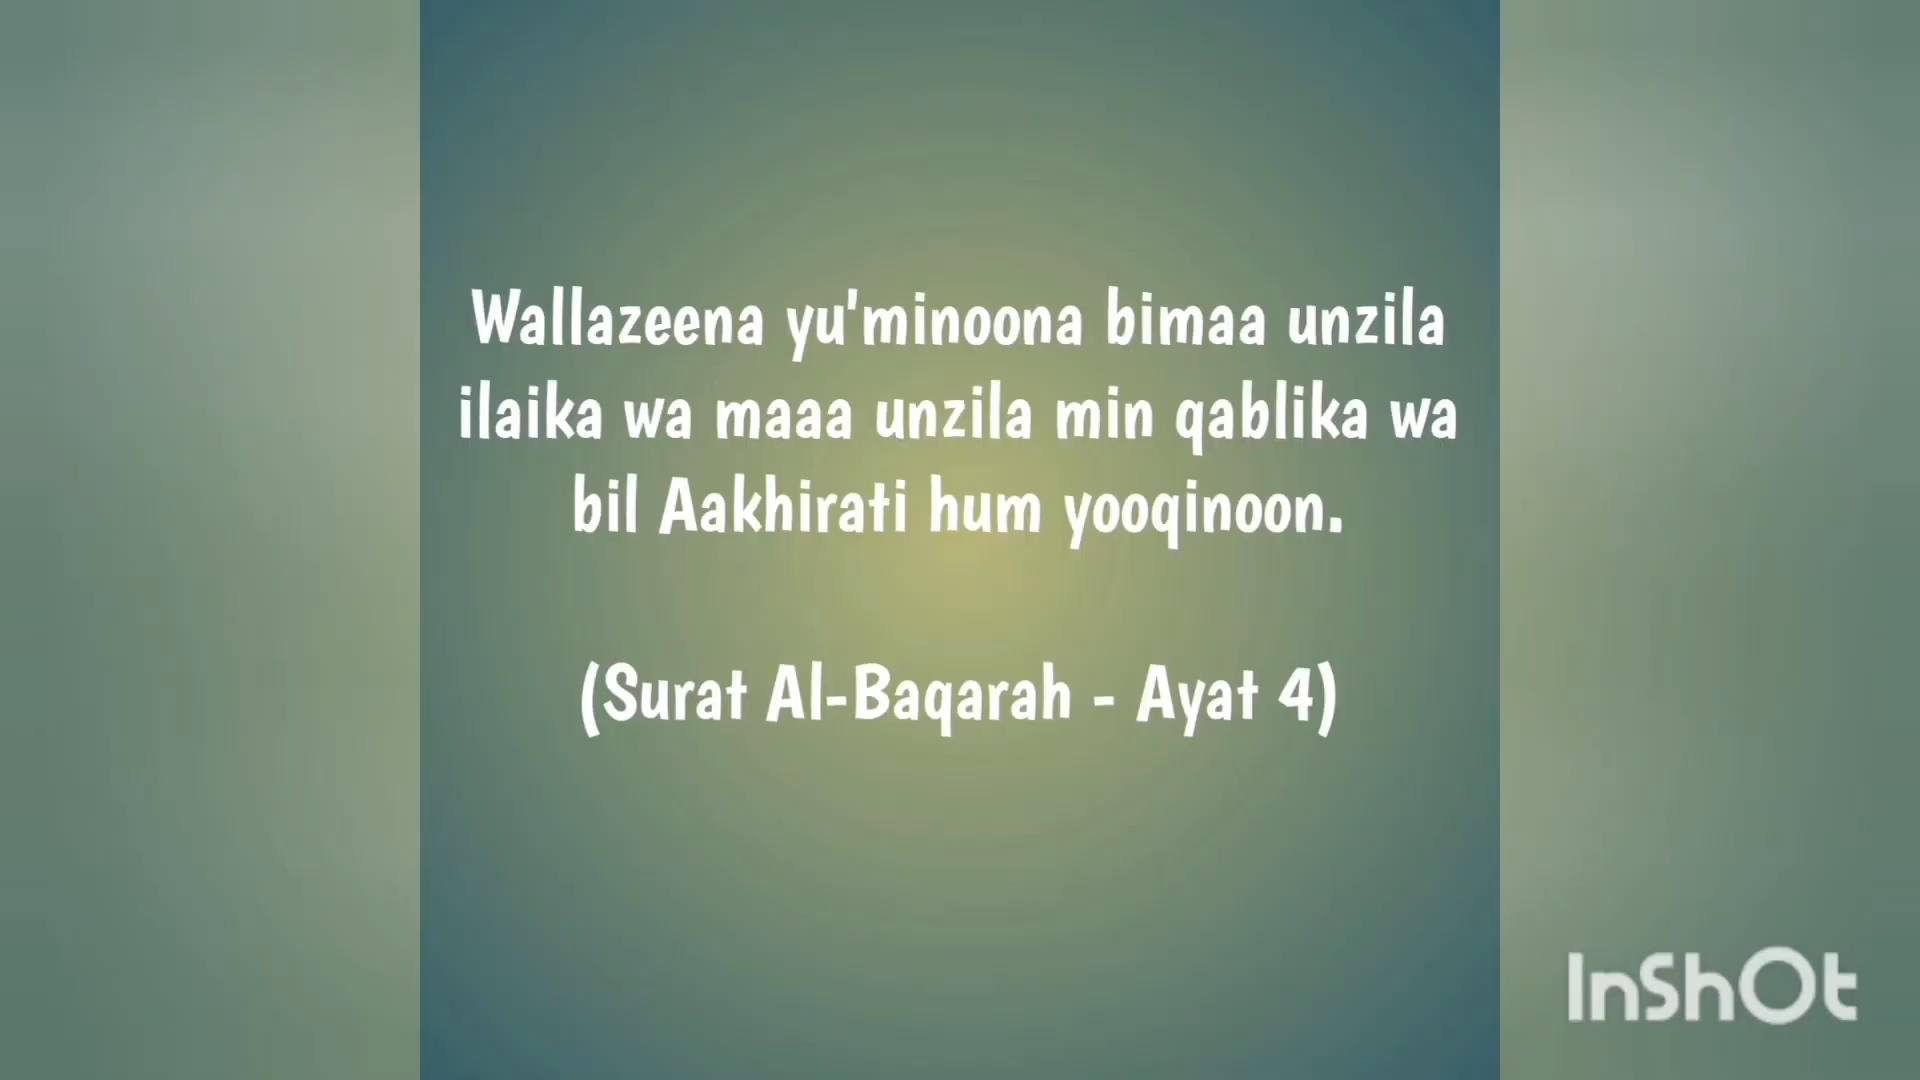 Wallazeena yu'minoona bimaa unzila
ilaika wa maaa unzila min qablika wa
bil Aakhirati hum yooqinoon.
(Surat Al-Baqarah - Ayat 4)
InShOt